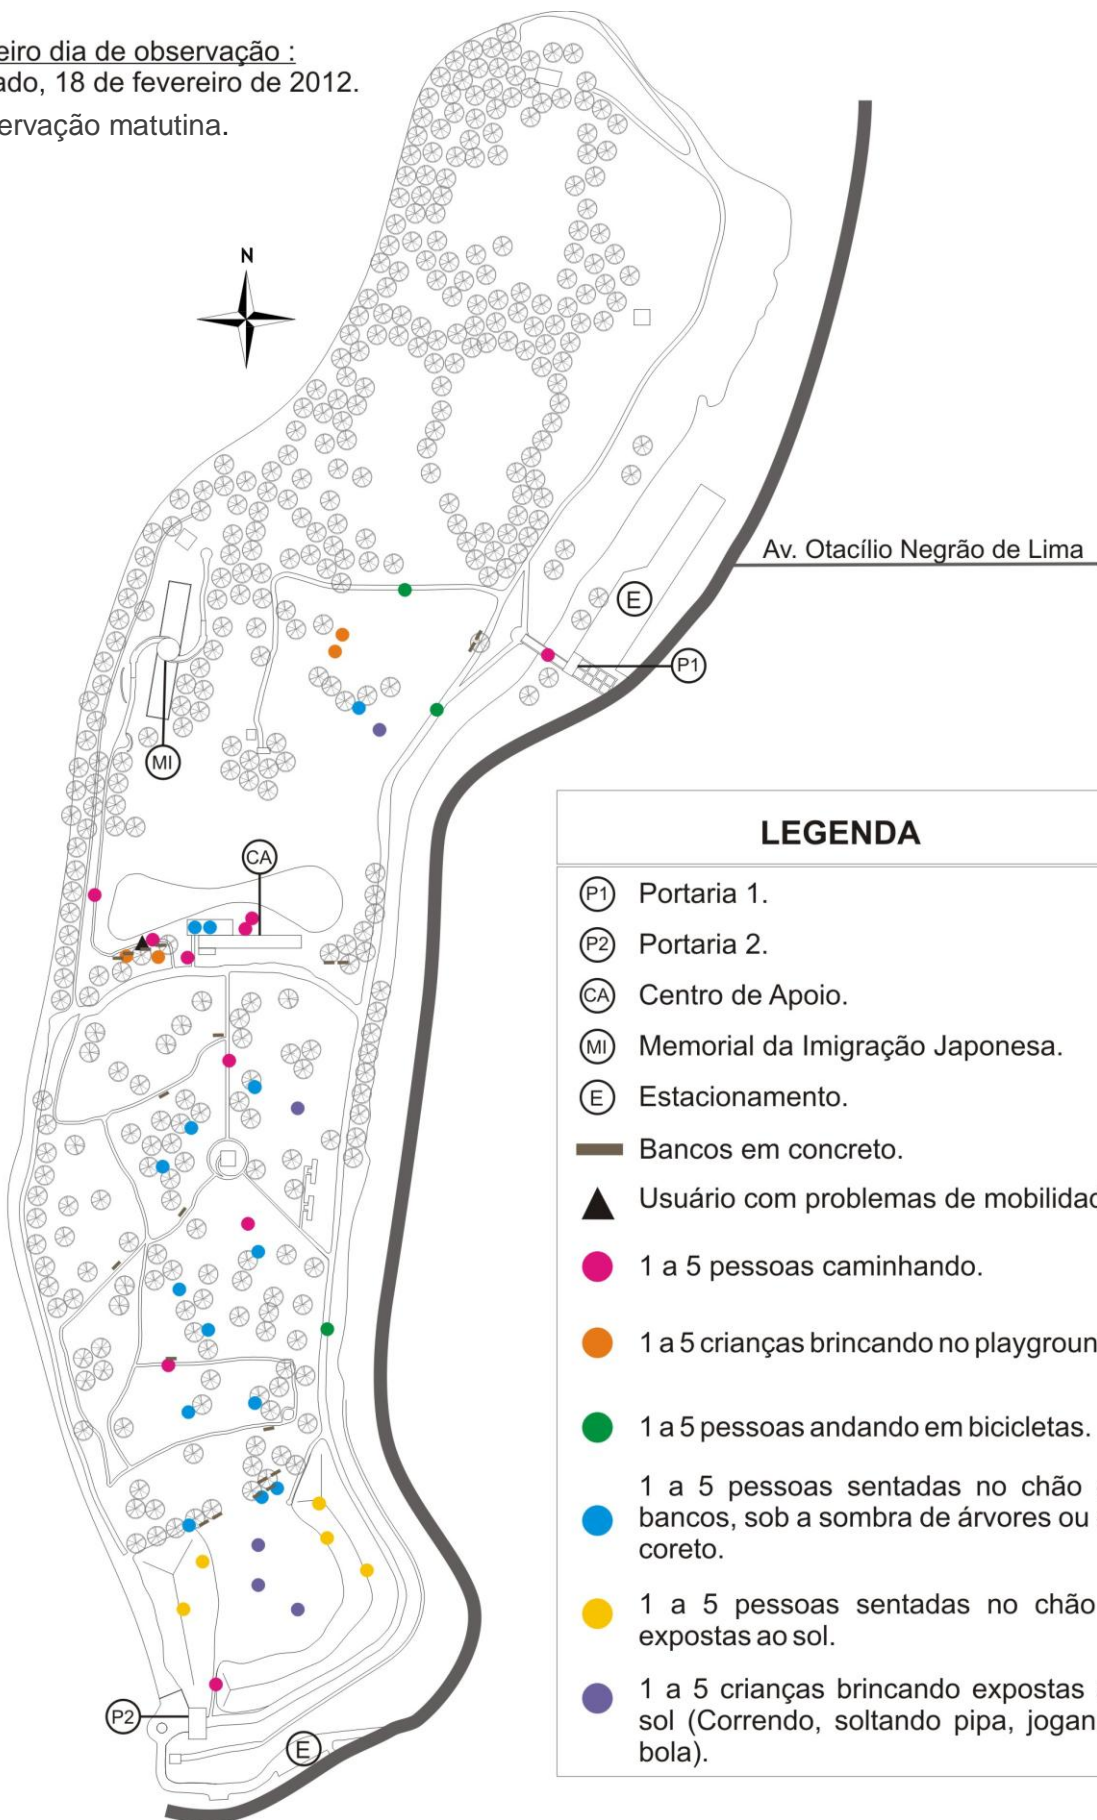 eiro dia de observação :
ado, 18 de fevereiro de 2012.
ervação matutina.
N
Av. Otacílio Negrão de Lima
E
P1
MI
CA
P2
E
LEGENDA
P1 Portaria 1.
P2 Portaria 2.
CA Centro de Apoio.
MI Memorial da Imigração Japonesa.
E Estacionamento.
Bancos em concreto.
Usuário com problemas de mobilidad
1 a 5 pessoas caminhando.
1 a 5 crianças brincando no playgroun
1 a 5 pessoas andando em bicicletas.
1 a 5 pessoas sentadas no chão
bancos, sob a sombra de árvores ou
coreto.
1 a 5 pessoas sentadas no chão
expostas ao sol.
1 a 5 crianças brincando expostas
sol (Correndo, soltando pipa, jogan
bola).